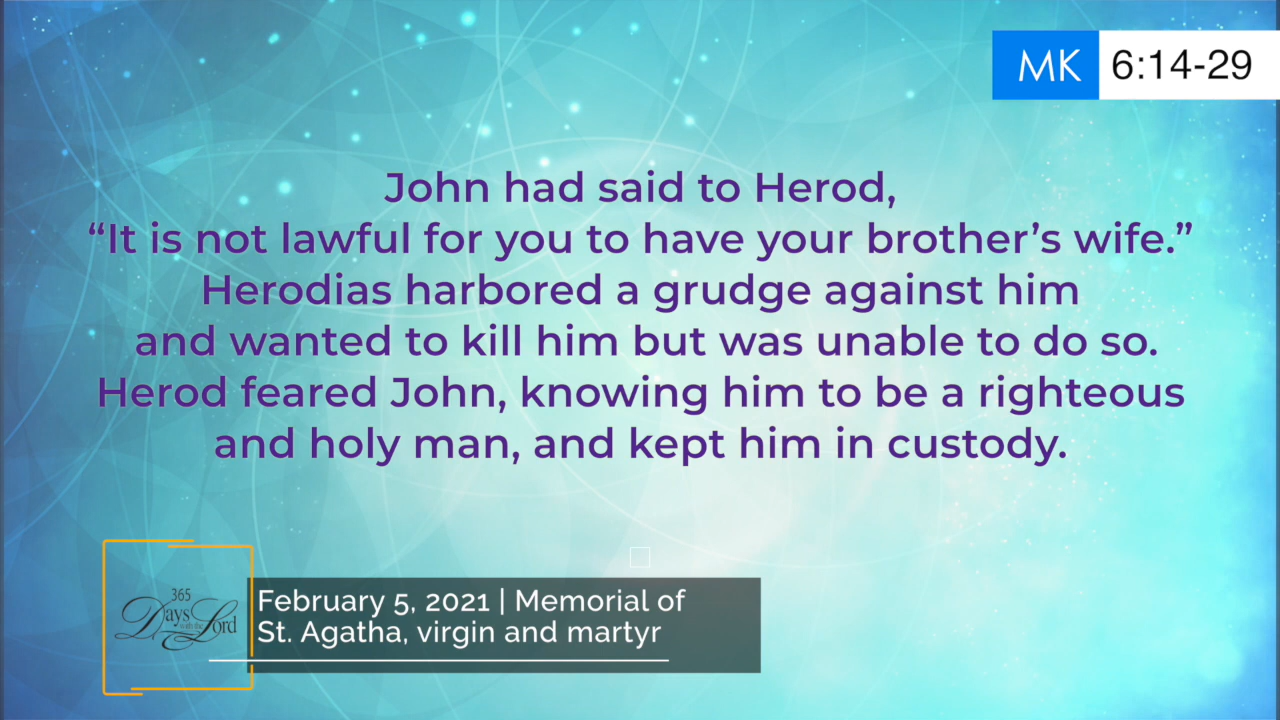 MK 6:14-29
John had said to Herod,
“It is not lawful for you to have your brother’s wife.”
Herodias harbored a grudge against him
and wanted to kill him but was unable to do so.
Herod feared John, knowing him to be a righteous
and holy man, and kept him in custody.
365
Days with the Lord
February 5, 2021 | Memorial of
St. Agatha, virgin and martyr